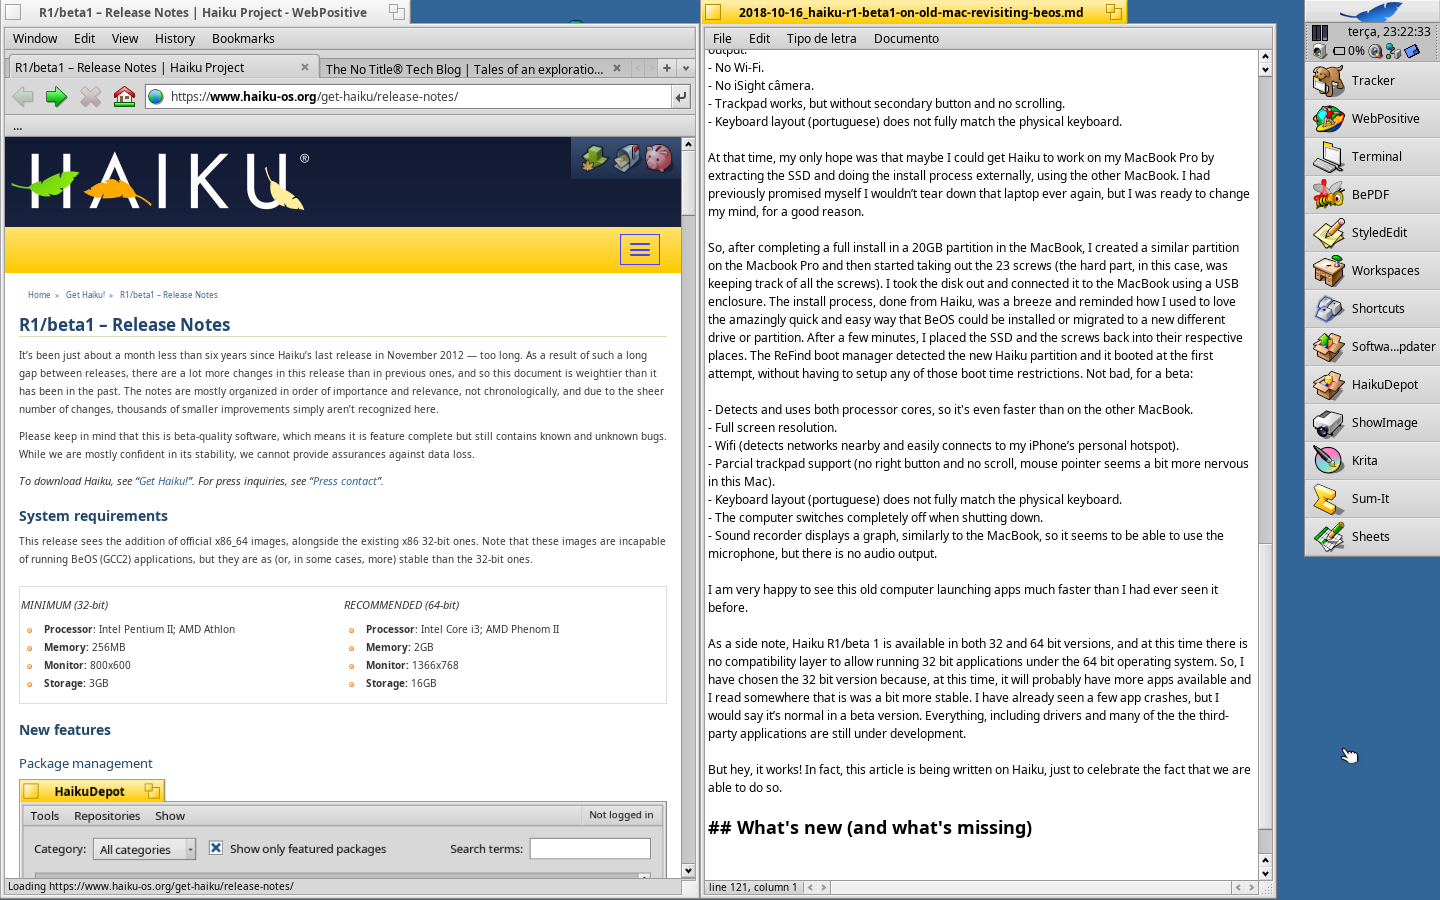 R1/beta1 – Release Notes | Haiku Project - WebPositive
Window Edit View History Bookmarks
R1/beta1 – Release Notes | Haiku Project
The No Title® Tech Blog | Tales of an exploratio...
https://www.haiku-os.org/get-haiku/release-notes/
...
HAIKU®
Home » Get Haiku! » R1/beta1 – Release Notes
R1/beta1 – Release Notes
It’s been just about a month less than six years since Haiku’s last release in November 2012 — too long. As a result of such a long
gap between releases, there are a lot more changes in this release than in previous ones, and so this document is weightier than it
has been in the past. The notes are mostly organized in order of importance and relevance, not chronologically, and due to the sheer
number of changes, thousands of smaller improvements simply aren’t recognized here.
Please keep in mind that this is beta-quality software, which means it is feature complete but still contains known and unknown bugs.
While we are mostly confident in its stability, we cannot provide assurances against data loss.
To download Haiku, see “Get Haiku!”. For press inquiries, see “Press contact”.
System requirements
This release sees the addition of official x86_64 images, alongside the existing x86 32-bit ones. Note that these images are incapable
of running BeOS (GCC2) applications, but they are as (or, in some cases, more) stable than the 32-bit ones.
MINIMUM (32-bit)
Processor: Intel Pentium II; AMD Athlon
Memory: 256MB
Monitor: 800x600
Storage: 3GB
RECOMMENDED (64-bit)
Processor: Intel Core i3; AMD Phenom II
Memory: 2GB
Monitor: 1366x768
Storage: 16GB
New features
Package management
HaikuDepot
Tools Repositories Show
Not logged in
Category: All categories
Show only featured packages
Search terms:
Loading https://www.haiku-os.org/get-haiku/release-notes/
2018-10-16_haiku-r1-beta1-on-old-mac-revisiting-beos.md
File Edit Tipo de letra Documento
output.
- No Wi-Fi.
- No iSight câmera.
- Trackpad works, but without secondary button and no scrolling.
- Keyboard layout (portuguese) does not fully match the physical keyboard.
At that time, my only hope was that maybe I could get Haiku to work on my MacBook Pro by
extracting the SSD and doing the install process externally, using the other MacBook. I had
previously promised myself I wouldn’t tear down that laptop ever again, but I was ready to change
my mind, for a good reason.
So, after completing a full install in a 20GB partition in the MacBook, I created a similar partition
on the Macbook Pro and then started taking out the 23 screws (the hard part, in this case, was
keeping track of all the screws). I took the disk out and connected it to the MacBook using a USB
enclosure. The install process, done from Haiku, was a breeze and reminded how I used to love
the amazingly quick and easy way that BeOS could be installed or migrated to a new different
drive or partition. After a few minutes, I placed the SSD and the screws back into their respective
places. The ReFind boot manager detected the new Haiku partition and it booted at the first
attempt, without having to setup any of those boot time restrictions. Not bad, for a beta:
- Detects and uses both processor cores, so it's even faster than on the other MacBook.
- Full screen resolution.
- Wifi (detects networks nearby and easily connects to my iPhone’s personal hotspot).
- Parcial trackpad support (no right button and no scroll, mouse pointer seems a bit more nervous
in this Mac).
- Keyboard layout (portuguese) does not fully match the physical keyboard.
- The computer switches completely off when shutting down.
- Sound recorder displays a graph, similarly to the MacBook, so it seems to be able to use the
microphone, but there is no audio output.
I am very happy to see this old computer launching apps much faster than I had ever seen it
before.
As a side note, Haiku R1/beta 1 is available in both 32 and 64 bit versions, and at this time there is
no compatibility layer to allow running 32 bit applications under the 64 bit operating system. So, I
have chosen the 32 bit version because, at this time, it will probably have more apps available and
I read somewhere that is was a bit more stable. I have already seen a few app crashes, but I
would say it’s normal in a beta version. Everything, including drivers and many of the the third-
party applications are still under development.
But hey, it works! In fact, this article is being written on Haiku, just to celebrate the fact that we are
able to do so.
## What's new (and what's missing)
line 121, column 1
terça, 23:22:33
0%
Tracker
WebPositive
Terminal
BePDF
StyledEdit
Workspaces
Shortcuts
Softwa...pdater
HaikuDepot
ShowImage
Krita
Sum-It
Sheets